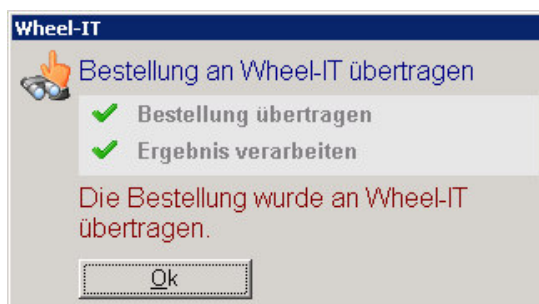 Wheel-IT
Bestellung an Wheel-IT übertragen
Bestellung übertragen
Ergebnis verarbeiten
Die Bestellung wurde an Wheel-IT
übertragen.
Ok